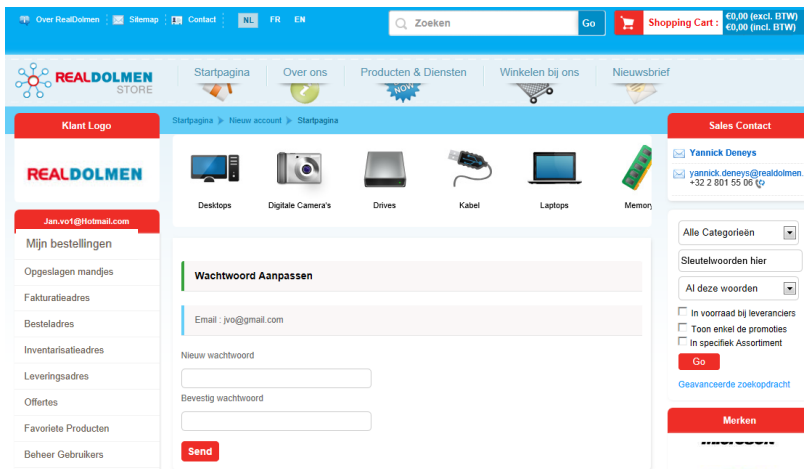 Over RealDolmen Sitemap Contact NL FR EN
Zoeken Go
Shopping Cart : €0,00 (excl. BTW)
€0,00 (incl. BTW)
REALDOLMEN
STORE
Startpagina Over ons Producten & Diensten Winkelen bij ons Nieuwsbrief
NOW
Klant Logo
REALDOLMEN
Jan.vo1@Hotmail.com
Mijn bestellingen
Opgeslagen mandjes
Fakturatieadres
Besteladres
Inventarisatieadres
Leveringsadres
Offertes
Favoriete Producten
Beheer Gebruikers
Startpagina Nieuw account Startpagina
Desktops Digitale Camera's Drives Kabel Laptops Memory
Wachtwoord Aanpassen
Email : jvo@gmail.com
Nieuw wachtwoord
Bevestig wachtwoord
Send
Sales Contact
Yannick Deneys
yannick.deneys@realdolmen.
+32 2 801 55 06
Alle Categorieën
Sleutelwoorden hier
Al deze woorden
In voorraad bij leveranciers
Toon enkel de promoties
In specifiek Assortiment
Go
Geavanceerde zoekopdracht
Merken